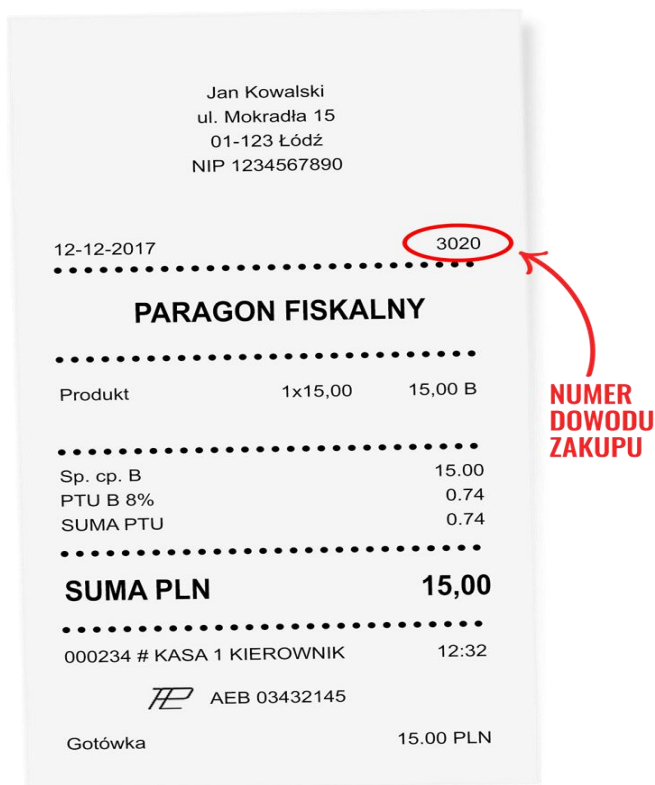 Jan Kowalski
ul. Mokradła 15
01-123 Łódź
NIP 1234567890
12-12-2017 3020
PARAGON FISKALNY
Produkt 1x15,00 15,00 B
Sp. cp. B 15.00
PTU B 8% 0.74
SUMA PTU 0.74
SUMA PLN 15,00
000234 # KASA 1 KIEROWNIK 12:32
AEB 03432145
Gotówka 15.00 PLN
NUMER
DOWODU
ZAKUPU